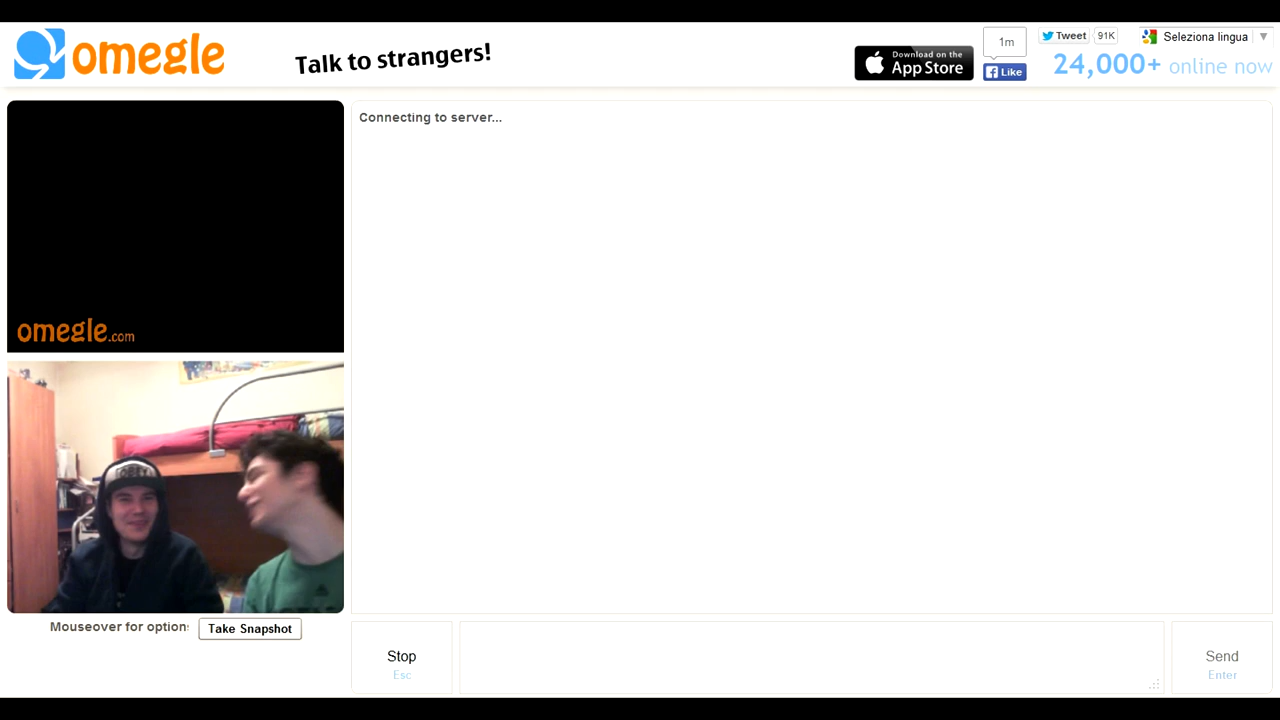 omegle
Talk to strangers!
Download on the
App Store
1m
Like
Tweet
91K
Seleziona lingua
24,000+ online now
Connecting to server...
omegle.com
OBEY
Mouseover for option
Take Snapshot
Stop
Esc
Send
Enter